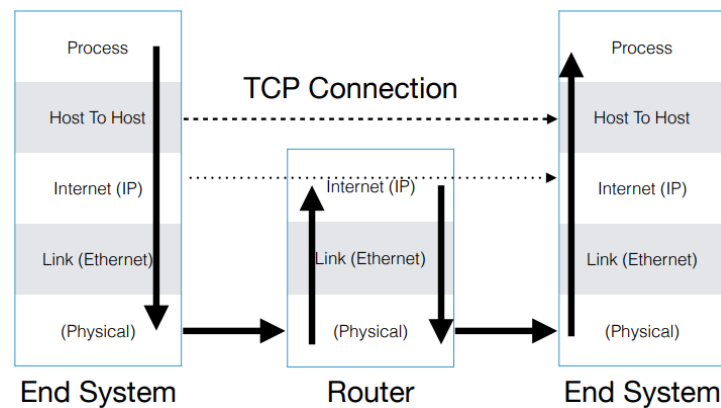 Process
Host To Host
Internet (IP)
Link (Ethernet)
(Physical)
End System
TCP Connection
Internet (IP)
Link (Ethernet)
(Physical)
Router
Process
Host To Host
Internet (IP)
Link (Ethernet)
(Physical)
End System